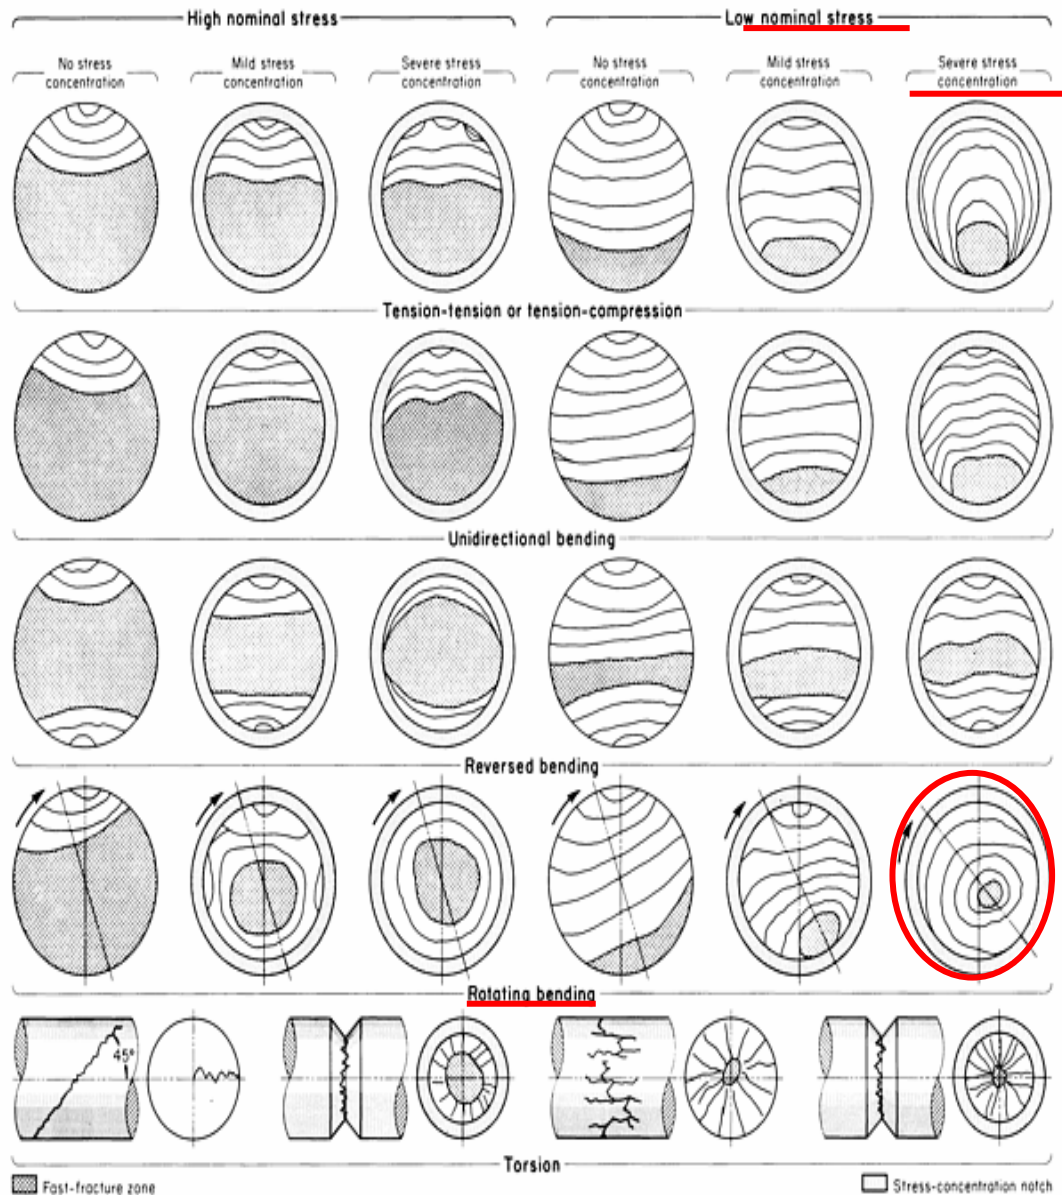 High nominal stress
Low nominal stress
No stress
concentration
Mild stress
concentration
Severe stress
concentration
No stress
concentration
Mild stress
concentration
Severe stress
concentration
Tension-tension or tension-compression
Unidirectional bending
Reversed bending
Rotating bending
45°
Torsion
Fast-fracture zone
Stress-concentration notch